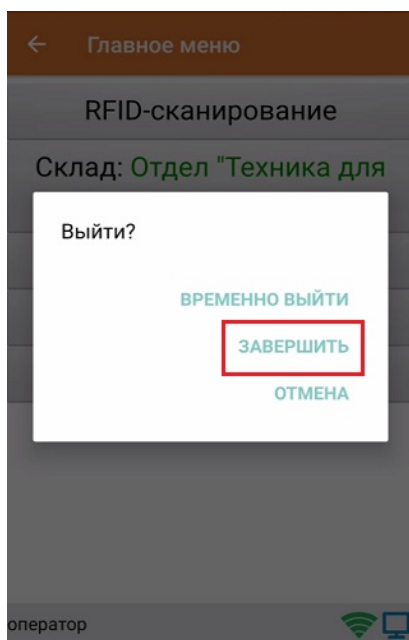 Главное меню
RFID-сканирование
Склад: Отдел "Техника для
Выйти?
ВРЕМЕННО ВЫЙТИ
ЗАВЕРШИТЬ
ОТМЕНА
оператор